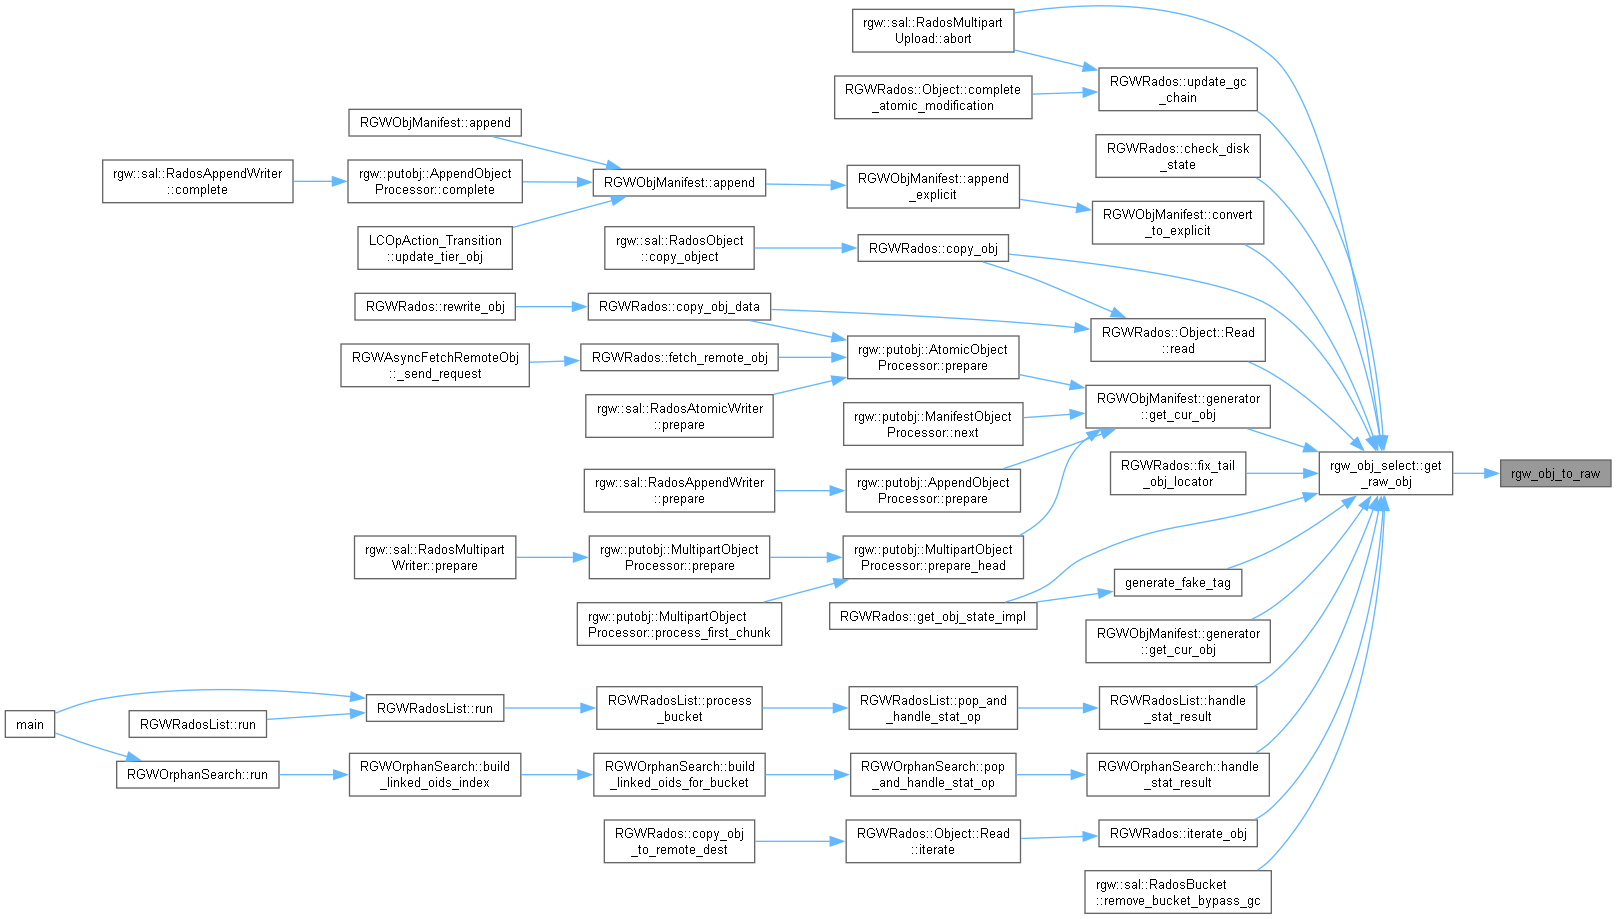 rgw::sal::RadosMultipart
Upload::abort
RGWRados::update_gc
_chain
RGWRados::Object::complete
_atomic_modification
RGWObjManifest::append
RGWRados::check_disk
_state
rgw::sal::RadosAppendWriter
::complete
rgw::putobj::AppendObject
Processor::complete
RGWObjManifest::append
RGWObjManifest::append
_explicit
RGWObjManifest::convert
_to_explicit
LCOpAction_Transition
::update_tier_obj
rgw::sal::RadosObject
::copy_object
RGWRados::copy_obj
RGWRados::rewrite_obj
RGWRados::copy_obj_data
RGWRados::Object::Read
::read
RGWAsyncFetchRemoteObj
::_send_request
RGWRados::fetch_remote_obj
rgw::putobj::AtomicObject
Processor::prepare
rgw::sal::RadosAtomicWriter
::prepare
rgw::putobj::ManifestObject
Processor::next
RGWObjManifest::generator
::get_cur_obj
RGWRados::fix_tail
_obj_locator
rgw_obj_select::get
_raw_obj
rgw_obj_to_raw
rgw::sal::RadosAppendWriter
::prepare
rgw::putobj::AppendObject
Processor::prepare
rgw::sal::RadosMultipart
Writer::prepare
rgw::putobj::MultipartObject
Processor::prepare
rgw::putobj::MultipartObject
Processor::prepare_head
generate_fake_tag
rgw::putobj::MultipartObject
Processor::process_first_chunk
RGWRados::get_obj_state_impl
RGWObjManifest::generator
::get_cur_obj
main
RGWRadosList::run
RGWRadosList::run
RGWRadosList::process
_bucket
RGWRadosList::pop_and
_handle_stat_op
RGWRadosList::handle
_stat_result
RGWOrphanSearch::run
RGWOrphanSearch::build
_linked_oids_index
RGWOrphanSearch::build
_linked_oids_for_bucket
RGWOrphanSearch::pop
_and_handle_stat_op
RGWOrphanSearch::handle
_stat_result
RGWRados::copy_obj
_to_remote_dest
RGWRados::Object::Read
::iterate
RGWRados::iterate_obj
rgw::sal::RadosBucket
::remove_bucket_bypass_gc